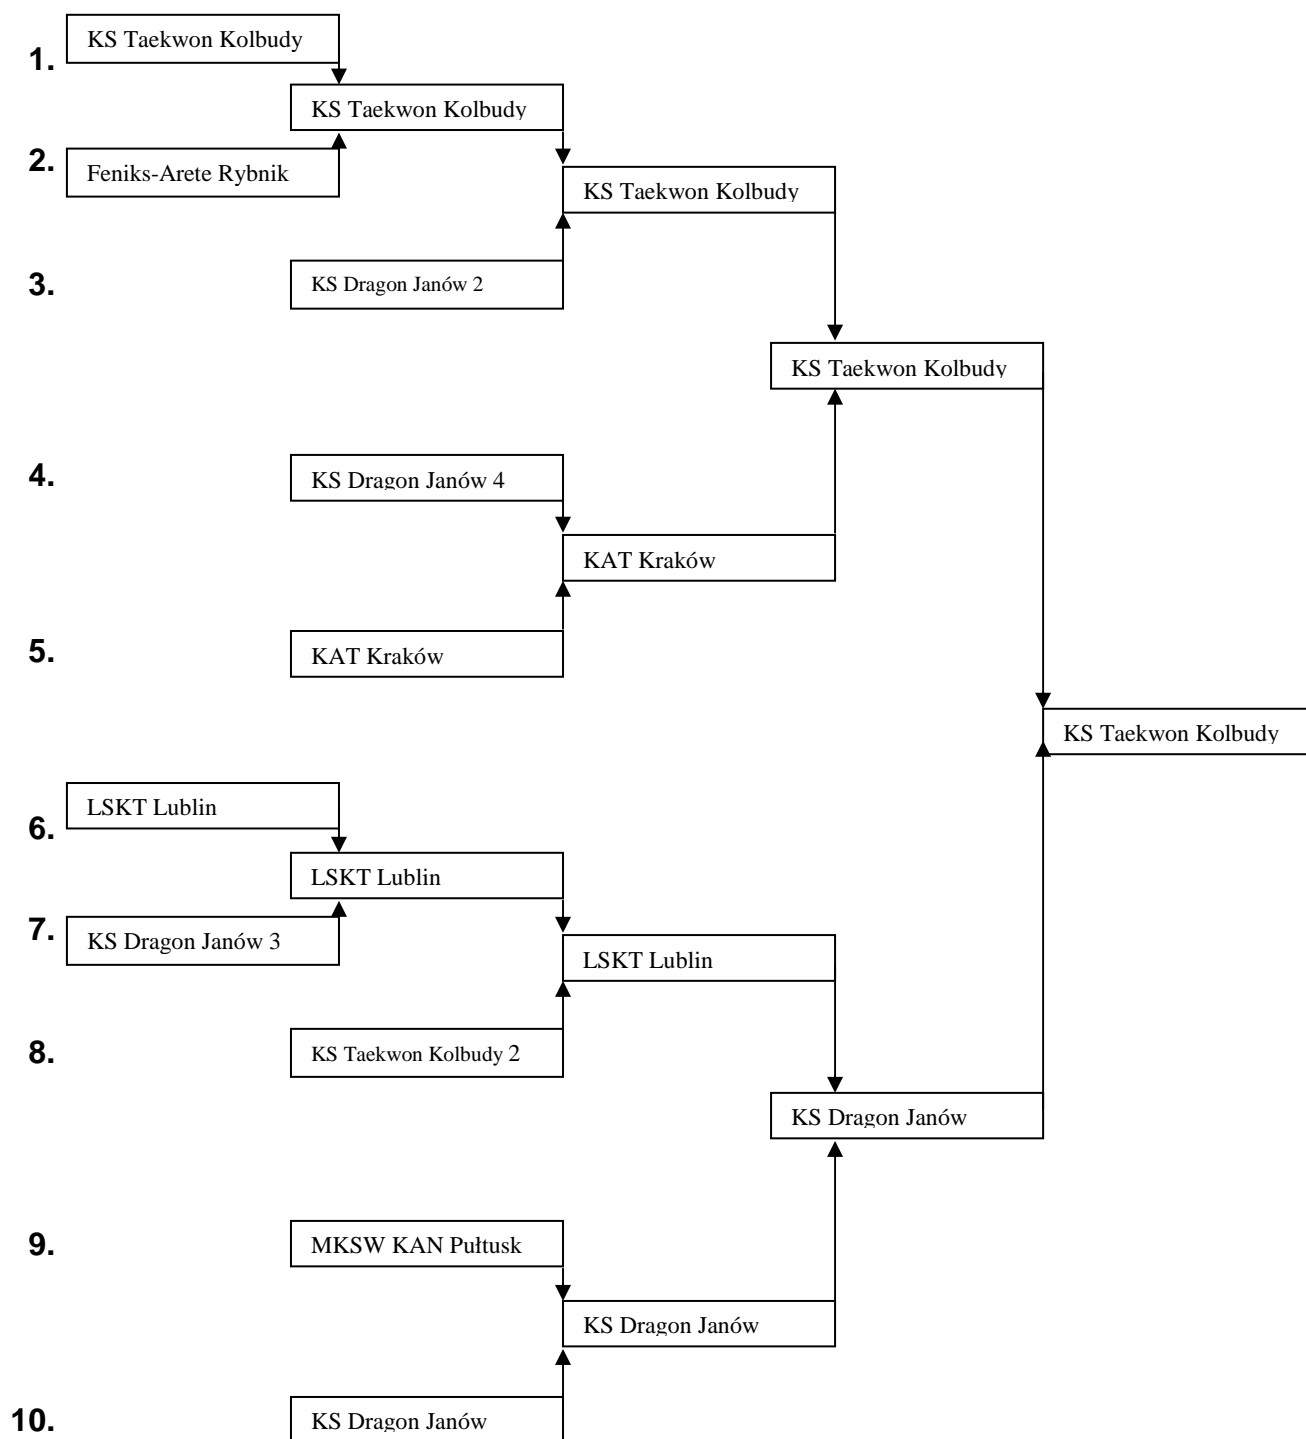 1.
KS Taekwon Kolbudy
KS Taekwon Kolbudy
2.
Feniks-Arete Rybnik
KS Taekwon Kolbudy
3.
KS Dragon Janów 2
KS Taekwon Kolbudy
4.
KS Dragon Janów 4
KAT Kraków
5.
KAT Kraków
KS Taekwon Kolbudy
6.
LSKT Lublin
LSKT Lublin
7.
KS Dragon Janów 3
LSKT Lublin
8.
KS Taekwon Kolbudy 2
KS Dragon Janów
9.
MKSW KAN Pułtusk
KS Dragon Janów
10.
KS Dragon Janów